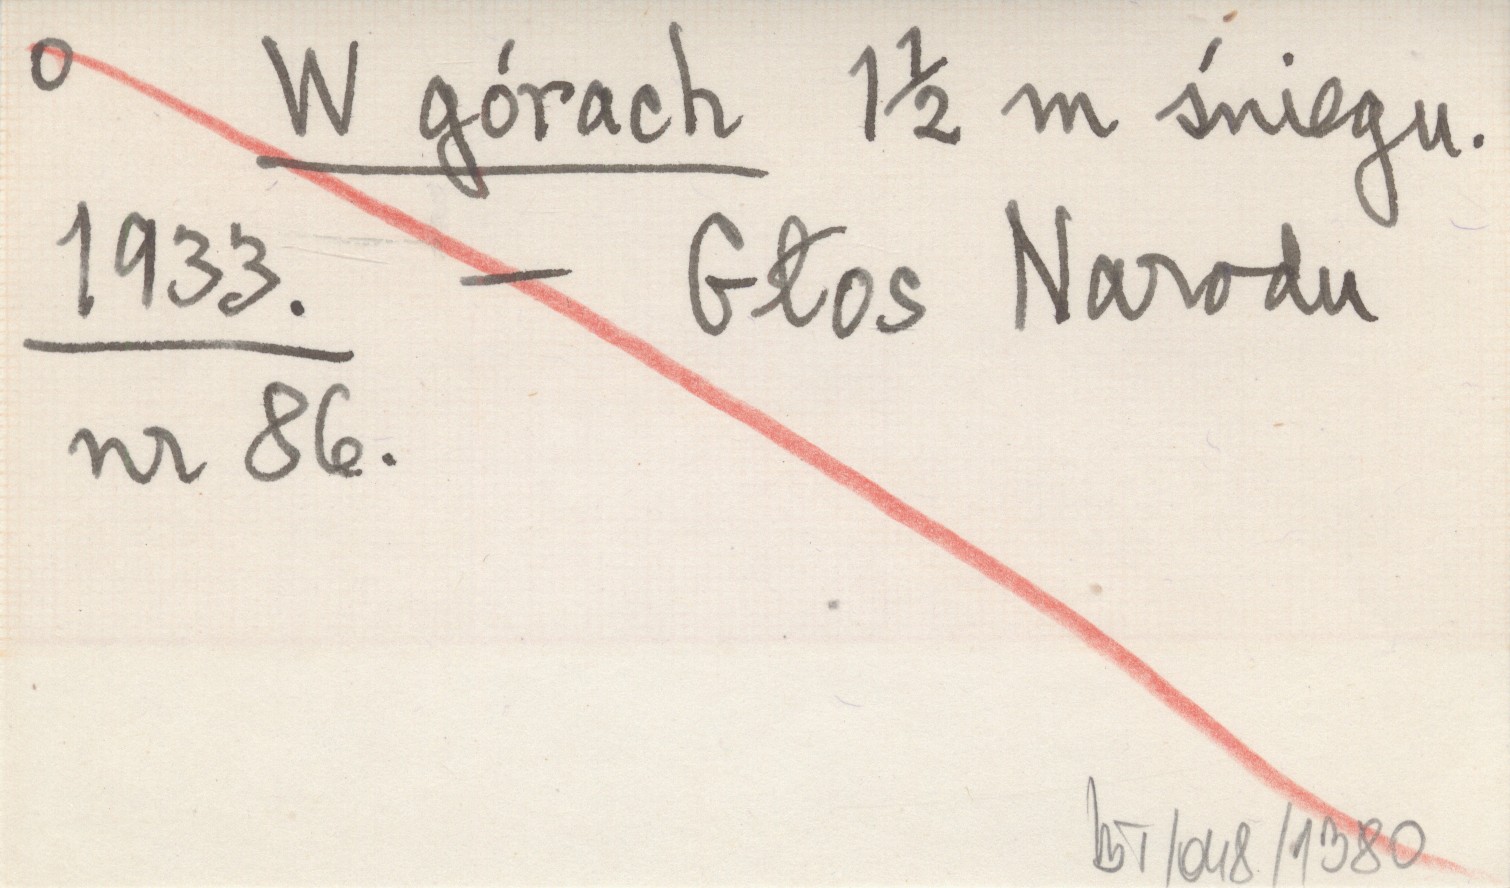 o W górach 1½ m śniegu.
1933. — Głos Narodu
nr 86.
BT/048/1380